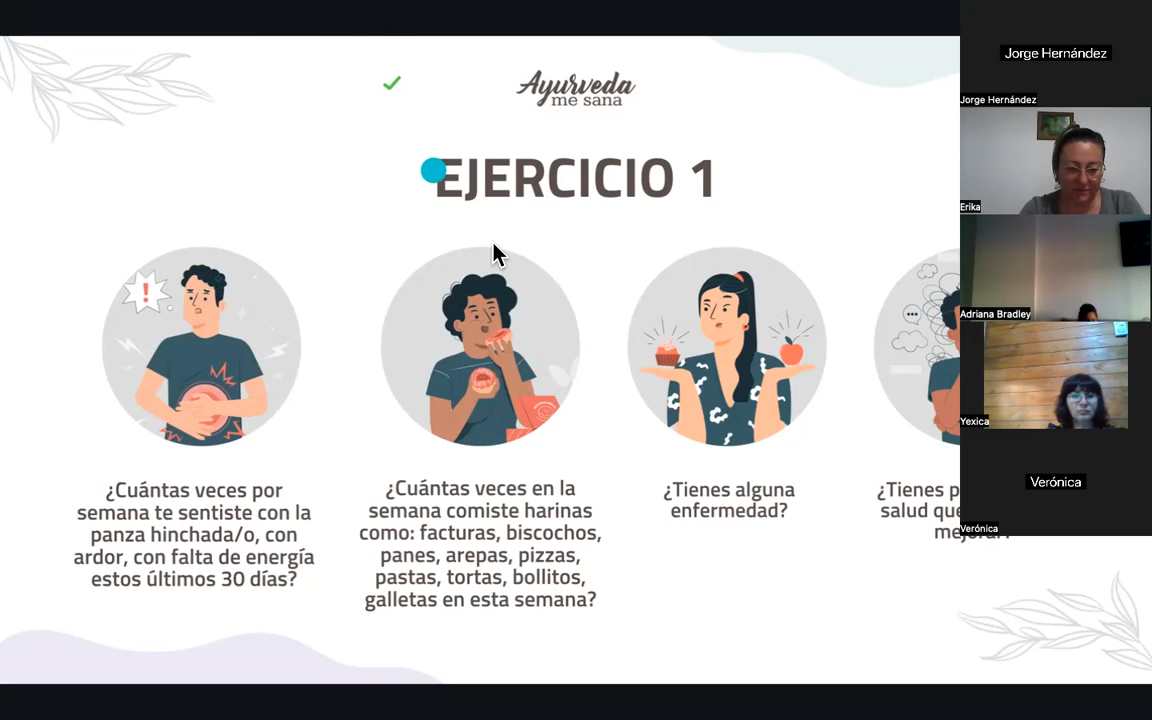 Ayurveda
me sana
EJERCICIO 1
!
¿Cuántas veces por
semana te sentiste con la
panza hinchada/o, con
ardor, con falta de energía
estos últimos 30 días?
¿Cuántas veces en la
semana comiste harinas
como: facturas, biscochos,
panes, arepas, pizzas,
pastas, tortas, bollitos,
galletas en esta semana?
¿Tienes alguna
enfermedad?
¿Tienes
salud que
Jorge Hernández
Jorge Hernández
Erika
Adriana Bradley
Yexica
Verónica
Verónica